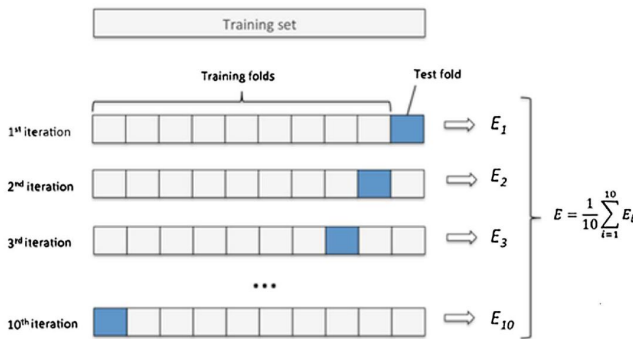 Training set
Training folds
Test fold
1st iteration
E1
2nd iteration
E2
3rd iteration
E3
E = 1/10 ∑ i=1 10 Ei
...
10th iteration
E10